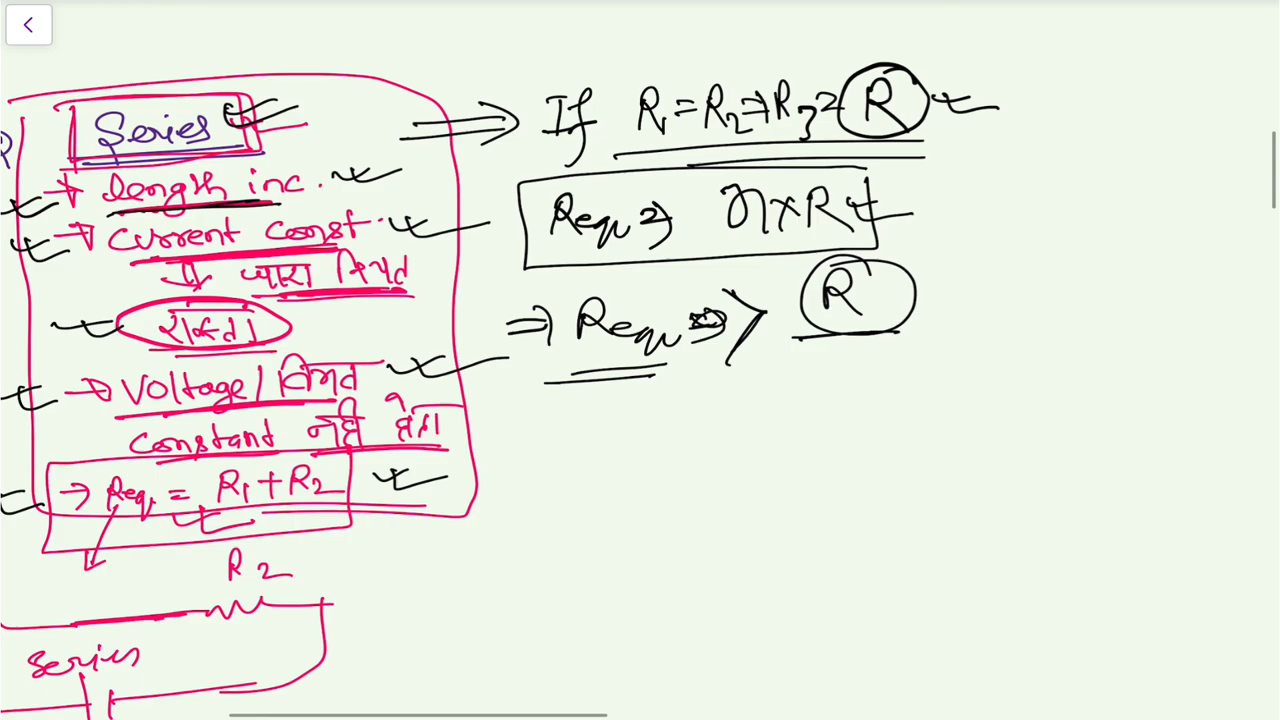 Series
→ length inc.
→ current const.
⇓ धारा नियत
→ Voltage/विभव
constant नहीं होगा
→ Req. = R1+R2
R2
Series
⇒ If R1=R2=R3=R
Req ⇒ n×R
⇒ Req > R